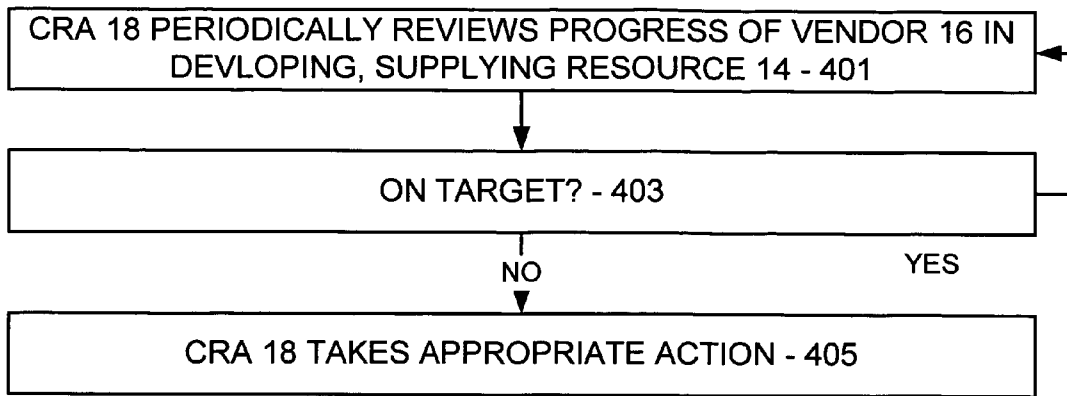 CRA 18 PERIODICALLY REVIEWS PROGRESS OF VENDOR 16 IN
DEVLOPING, SUPPLYING RESOURCE 14 - 401
ON TARGET? - 403
NO
YES
CRA 18 TAKES APPROPRIATE ACTION - 405